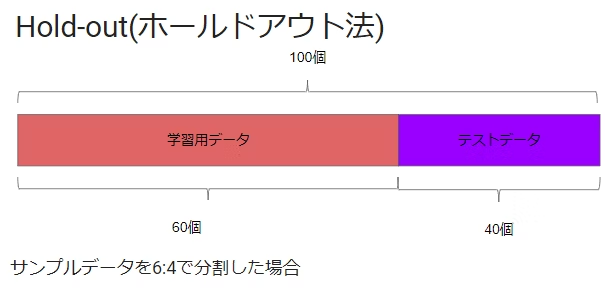 Hold-out(ホールドアウト法)
100個
学習用データ
テストデータ
60個
40個
サンプルデータを6:4で分割した場合